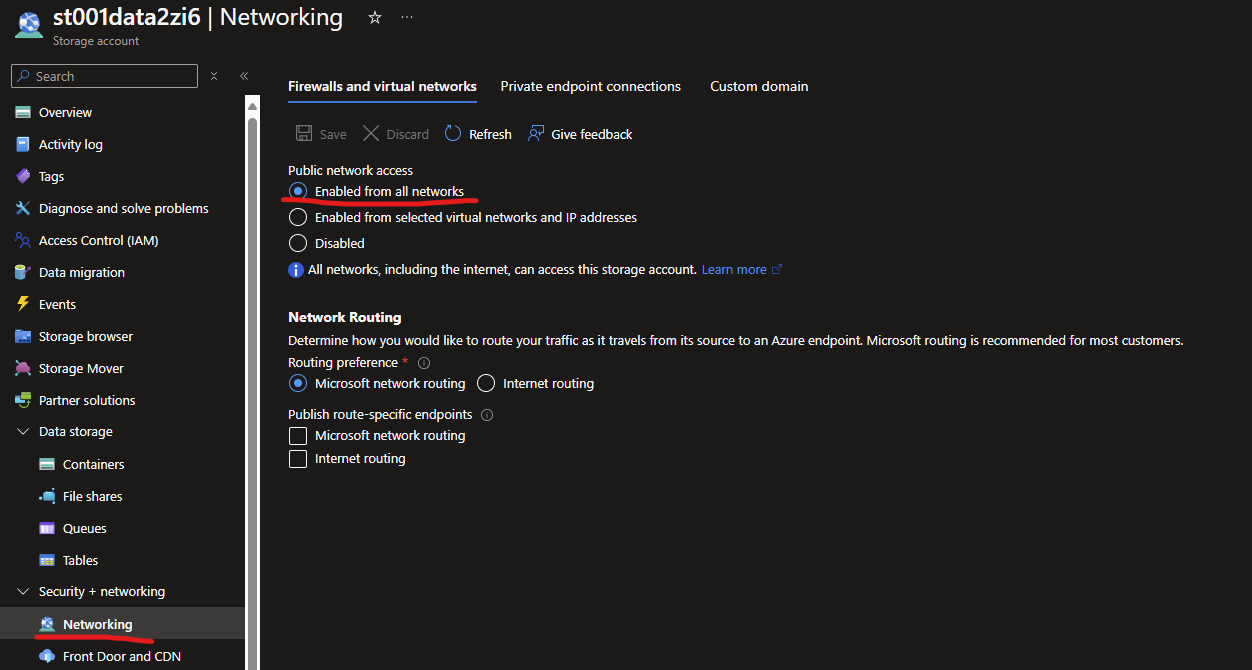 st001data2zi6 | Networking
Storage account
Search
Overview
Activity log
Tags
Diagnose and solve problems
Access Control (IAM)
Data migration
Events
Storage browser
Storage Mover
Partner solutions
Data storage
Containers
File shares
Queues
Tables
Security + networking
Networking
Front Door and CDN
Firewalls and virtual networks Private endpoint connections Custom domain
Save Discard Refresh Give feedback
Public network access
Enabled from all networks
Enabled from selected virtual networks and IP addresses
Disabled
All networks, including the internet, can access this storage account. Learn more
Network Routing
Determine how you would like to route your traffic as it travels from its source to an Azure endpoint. Microsoft routing is recommended for most customers.
Routing preference *
Microsoft network routing Internet routing
Publish route-specific endpoints
Microsoft network routing
Internet routing